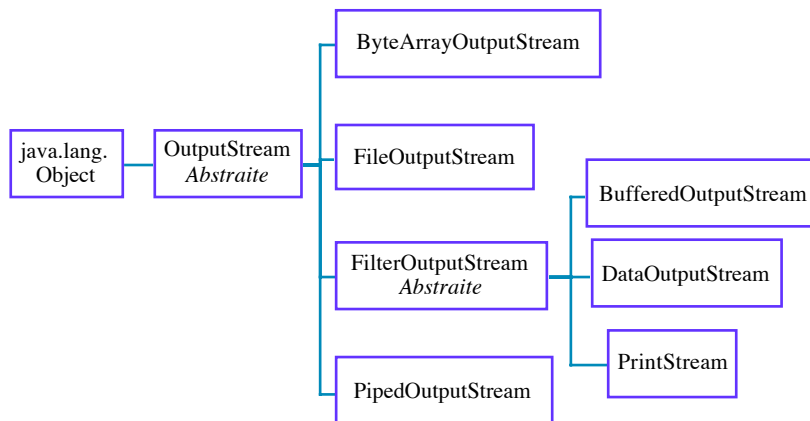 ByteArrayOutputStream
java.lang.
Object
OutputStream
Abstraite
FileOutputStream
BufferedOutputStream
FilterOutputStream
Abstraite
DataOutputStream
PrintStream
PipedOutputStream